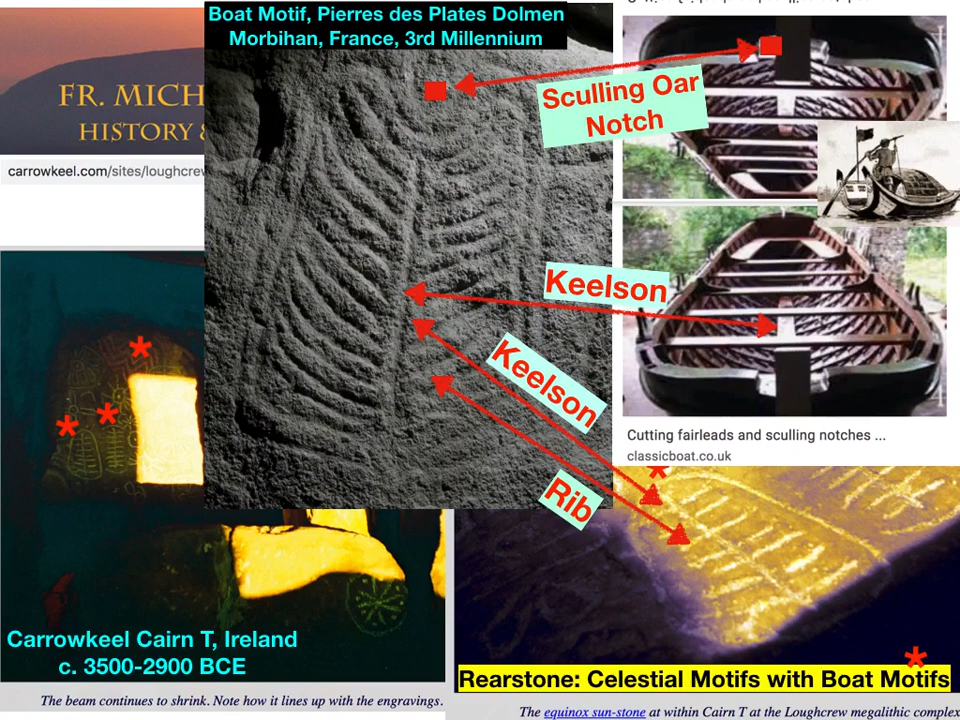 Boat Motif, Pierres des Plates Dolmen
Morbihan, France, 3rd Millennium
FR. MICH
HISTORY &
carrowkeel.com/sites/loughcrew
Sculling Oar
Notch
Keelson
Keelson
Rib
Cutting fairleads and sculling notches ...
classicboat.co.uk
Carrowkeel Cairn T, Ireland
c. 3500-2900 BCE
The beam continues to shrink. Note how it lines up with the engravings.
Rearstone: Celestial Motifs with Boat Motifs
The equinox sun-stone at within Cairn T at the Loughcrew megalithic complex